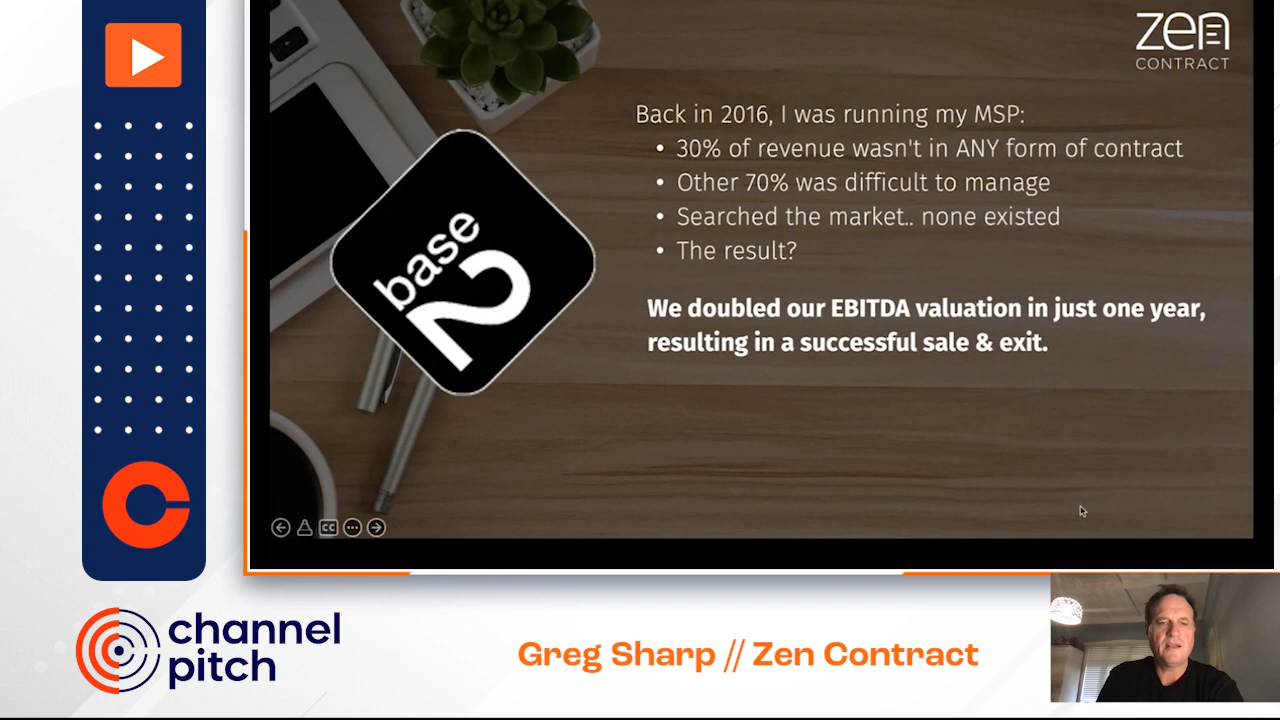 zen
CONTRACT
Back in 2016, I was running my MSP:
• 30% of revenue wasn't in ANY form of contract
• Other 70% was difficult to manage
• Searched the market.. none existed
• The result?
We doubled our EBITDA valuation in just one year,
resulting in a successful sale & exit.
base
2
CC
channel
pitch
Greg Sharp // Zen Contract